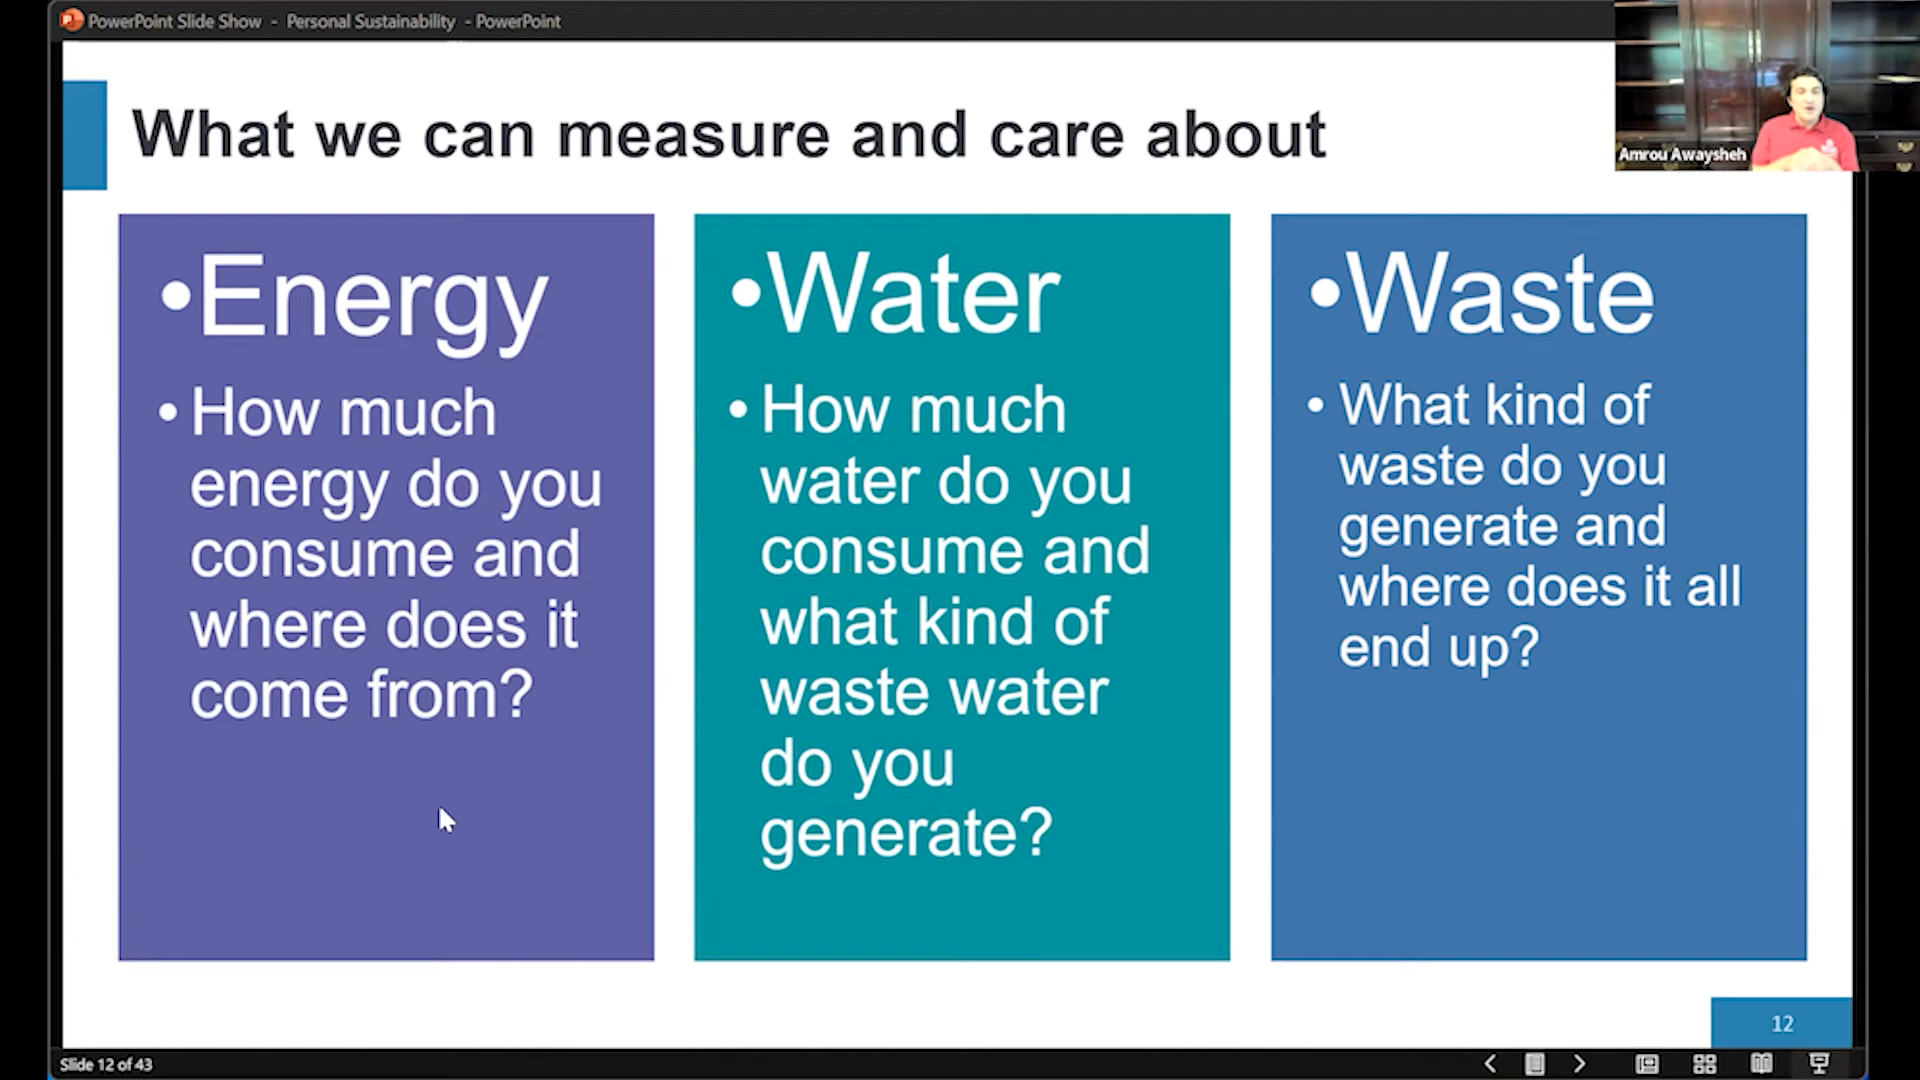 PowerPoint Slide Show - Personal Sustainability - PowerPoint
Amrou Awaysheh
What we can measure and care about
•Energy
• How much
energy do you
consume and
where does it
come from?
•Water
• How much
water do you
consume and
what kind of
waste water
do you
generate?
•Waste
• What kind of
waste do you
generate and
where does it all
end up?
12
Slide 12 of 43